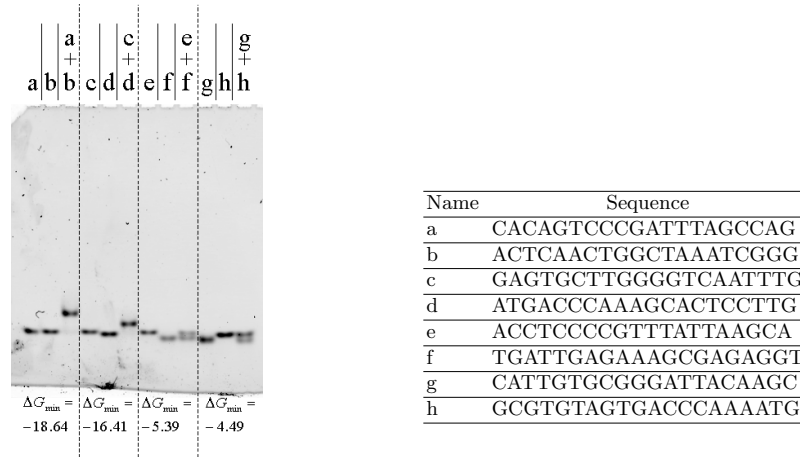 a b a + b c d c + d e f e + f g h g + h
ΔG_min = ΔG_min = ΔG_min = ΔG_min =
−18.64 −16.41 −5.39 −4.49
Name Sequence
a CACAGTCCCGATTTAGCCAG
b ACTCAACTGGCTAAATCGGG
c GAGTGCTTGGGGTCAATTTG
d ATGACCCAAAGCACTCCTTG
e ACCTCCCCGTTTATTAAGCA
f TGATTGAGAAAGCGAGAGGT
g CATTGTGCGGGATTACAAGC
h GCGTGTAGTGACCCAAAATG